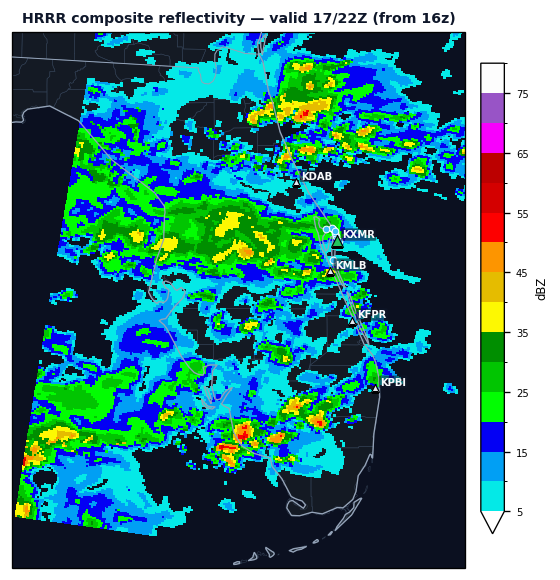 HRRR composite reflectivity — valid 17/22Z (from 16z)
75
65
KDAB
55
KXMR
KMLB
45
dBZ
KFPR
35
KPBI
25
15
5